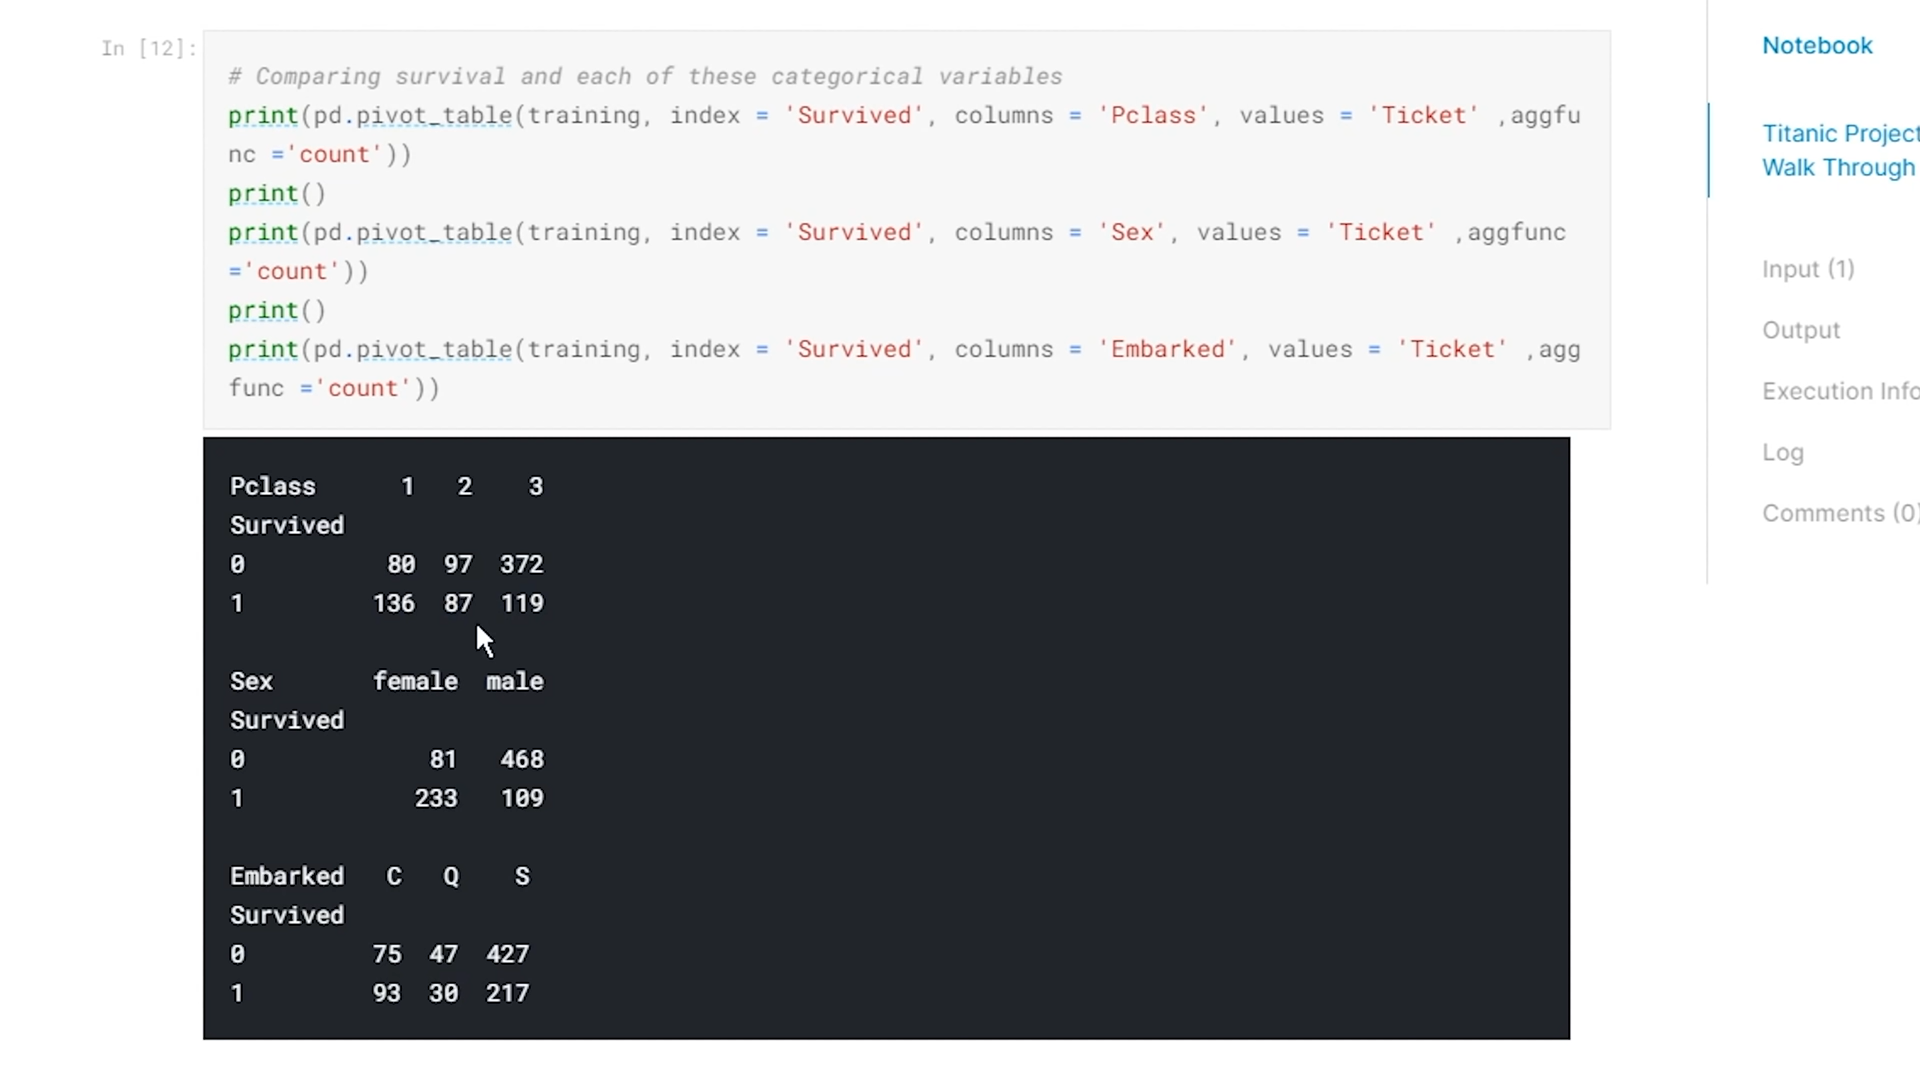 In [12]:
# Comparing survival and each of these categorical variables
print(pd.pivot_table(training, index = 'Survived', columns = 'Pclass', values = 'Ticket' ,aggfu
nc ='count'))
print()
print(pd.pivot_table(training, index = 'Survived', columns = 'Sex', values = 'Ticket' ,aggfunc
='count'))
print()
print(pd.pivot_table(training, index = 'Survived', columns = 'Embarked', values = 'Ticket' ,agg
func ='count'))
Pclass 1 2 3
Survived
0 80 97 372
1 136 87 119
Sex female male
Survived
0 81 468
1 233 109
Embarked C Q S
Survived
0 75 47 427
1 93 30 217
Notebook
Titanic Project
Walk Through
Input (1)
Output
Execution Info
Log
Comments (0)